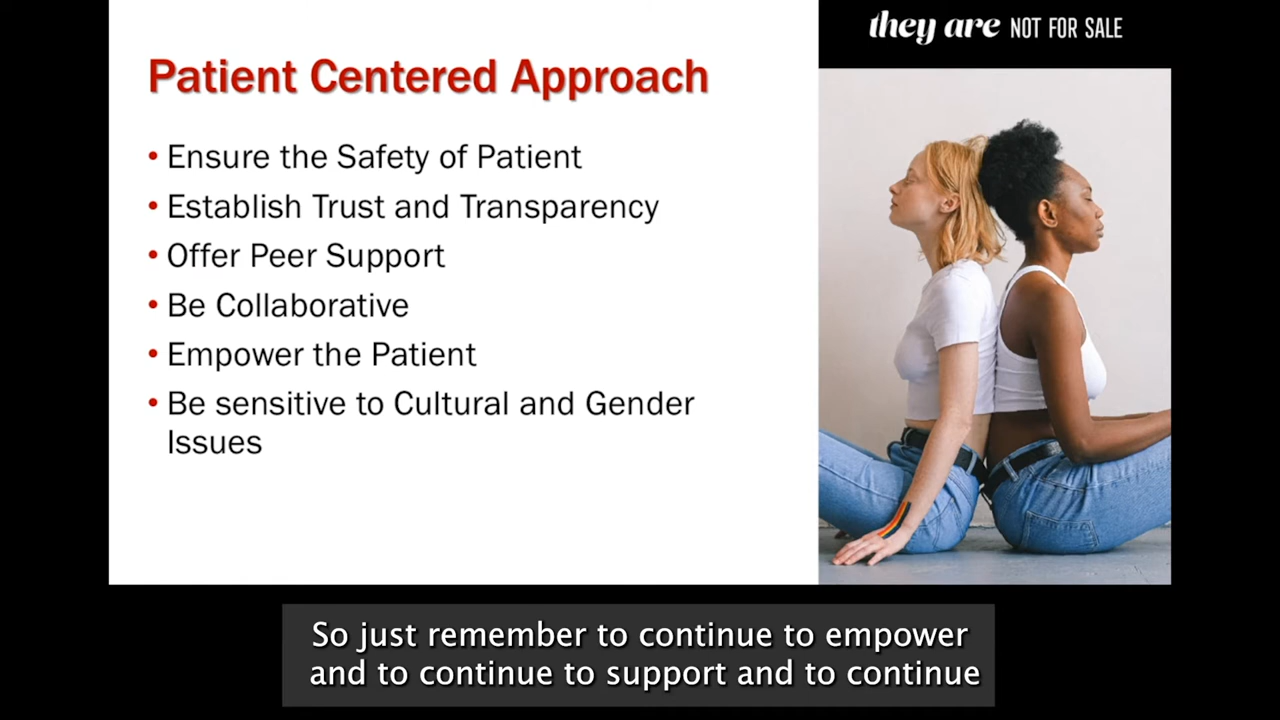 they are NOT FOR SALE
Patient Centered Approach
• Ensure the Safety of Patient
• Establish Trust and Transparency
• Offer Peer Support
• Be Collaborative
• Empower the Patient
• Be sensitive to Cultural and Gender
Issues
So just remember to continue to empower
and to continue to support and to continue